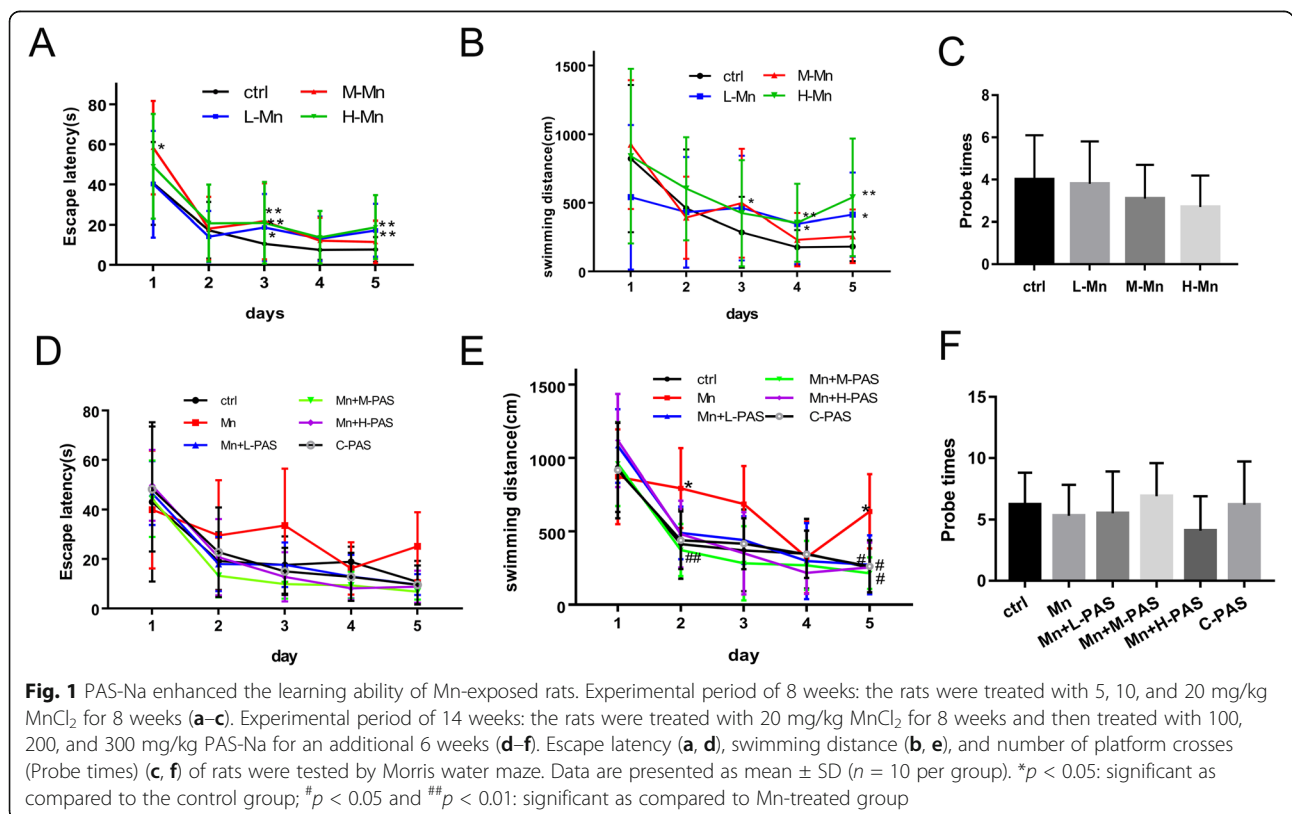 A
Escape latency(s)
80
60
40
20
0
ctrl
L-Mn
M-Mn
H-Mn
*
**
**
*
**
**
1 2 3 4 5
days
B
swimming distance(cm)
1500
1000
500
0
ctrl
L-Mn
M-Mn
H-Mn
*
**
*
**
*
1 2 3 4 5
days
C
Probe times
8
6
4
2
0
ctrl L-Mn M-Mn H-Mn
D
Escape latency(s)
80
60
40
20
0
ctrl
Mn
Mn+L-PAS
Mn+M-PAS
Mn+H-PAS
C-PAS
1 2 3 4 5
day
E
swimming distance(cm)
1500
1000
500
0
ctrl
Mn
Mn+L-PAS
Mn+M-PAS
Mn+H-PAS
C-PAS
*
##
*
#
#
#
1 2 3 4 5
day
F
Probe times
15
10
5
0
ctrl
Mn
Mn+L-PAS
Mn+M-PAS
Mn+H-PAS
C-PAS
Fig. 1 PAS-Na enhanced the learning ability of Mn-exposed rats. Experimental period of 8 weeks: the rats were treated with 5, 10, and 20 mg/kg
MnCl₂ for 8 weeks (a–c). Experimental period of 14 weeks: the rats were treated with 20 mg/kg MnCl₂ for 8 weeks and then treated with 100,
200, and 300 mg/kg PAS-Na for an additional 6 weeks (d–f). Escape latency (a, d), swimming distance (b, e), and number of platform crosses
(Probe times) (c, f) of rats were tested by Morris water maze. Data are presented as mean ± SD (n = 10 per group). *p < 0.05: significant as
compared to the control group; #p < 0.05 and ##p < 0.01: significant as compared to Mn-treated group